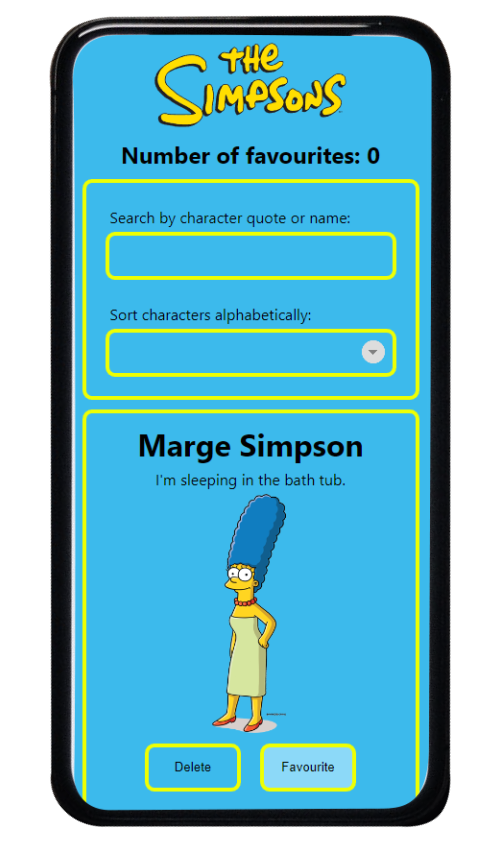 THE
SIMPSONS
Number of favourites: 0
Search by character quote or name:
Sort characters alphabetically:
Marge Simpson
I'm sleeping in the bath tub.
Delete
Favourite